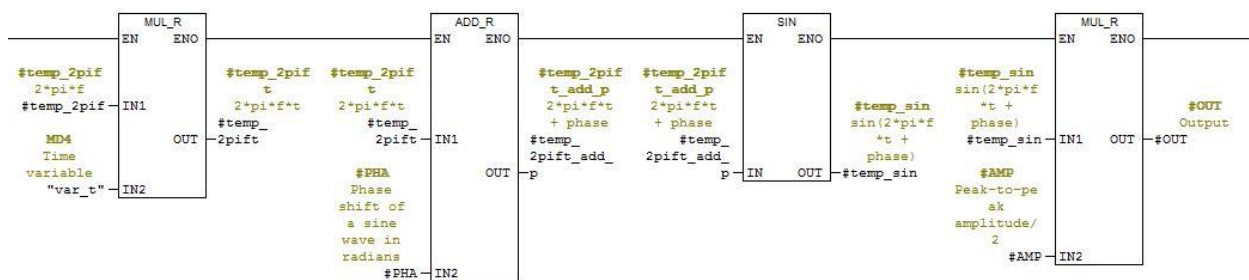 MUL_R
EN ENO
#temp_2pif
2*pi*f
#temp_2pif
IN1
MD4
Time
variable
"var_t"
IN2
OUT
#temp_2pif
t
2*pi*f*t
#temp_
2pift
ADD_R
EN ENO
#temp_2pif
t
2*pi*f*t
#temp_
2pift
IN1
#PHA
Phase
shift of
a sine
wave in
radians
#PHA
IN2
OUT
#temp_2pif
t_add_p
2*pi*f*t
+ phase
#temp_
2pift_add_
p
SIN
EN ENO
#temp_2pif
t_add_p
2*pi*f*t
+ phase
#temp_
2pift_add_
p
IN
OUT
#temp_sin
sin(2*pi*f
*t +
phase)
#temp_sin
MUL_R
EN ENO
#temp_sin
sin(2*pi*f
*t +
phase)
#temp_sin
IN1
#AMP
Peak-to-pe
ak
amplitude/
2
#AMP
IN2
OUT
#OUT
Output
#OUT